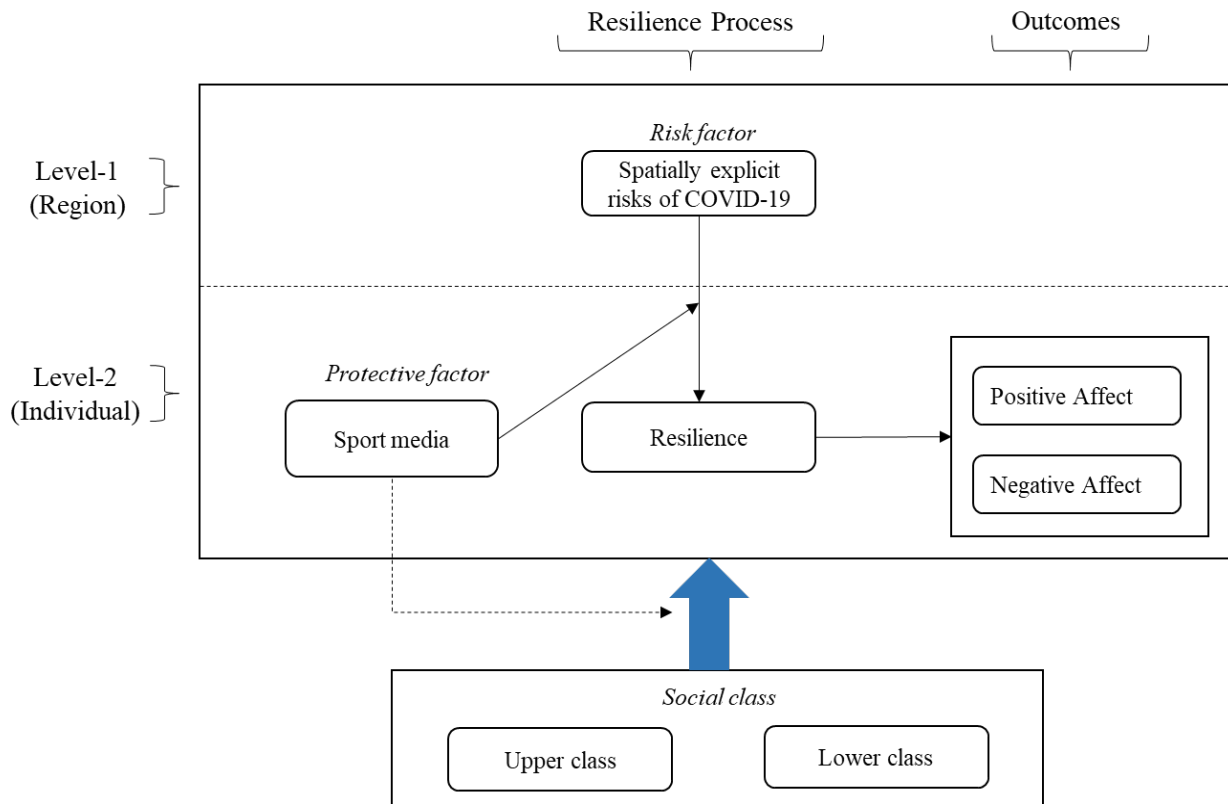 Resilience Process
Outcomes
Level-1
(Region)
Risk factor
Spatially explicit
risks of COVID-19
Level-2
(Individual)
Protective factor
Sport media
Resilience
Positive Affect
Negative Affect
Social class
Upper class
Lower class